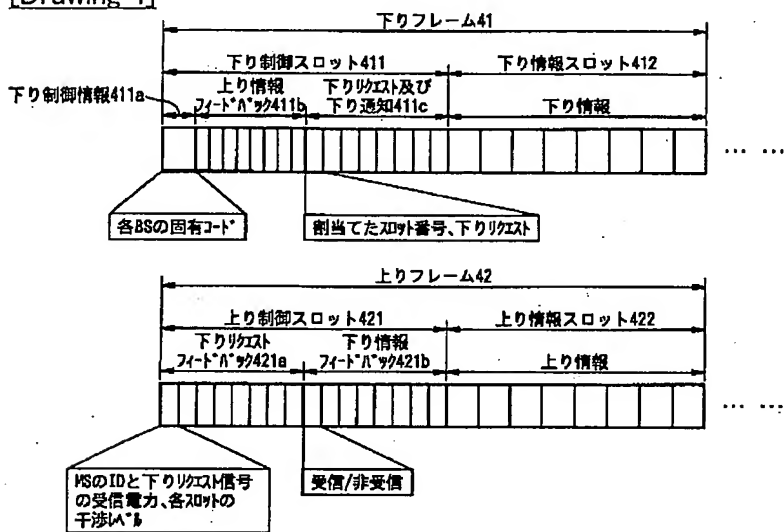 [Drawing 4]
下りフレーム41
下り制御スロット411
下り情報スロット412
下り制御情報411a
上り情報
フィードバック411b
下りリクエスト及び
下り通知411c
下り情報
... ...
各BSの固有コード
割当てたスロット番号、下りリクエスト
上りフレーム42
上り制御スロット421
上り情報スロット422
下りリクエスト
フィードバック421a
下り情報
フィードバック421b
上り情報
... ...
MSのIDと下りリクエスト信号
の受信電力、各スロットの
干渉レベル
受信/非受信